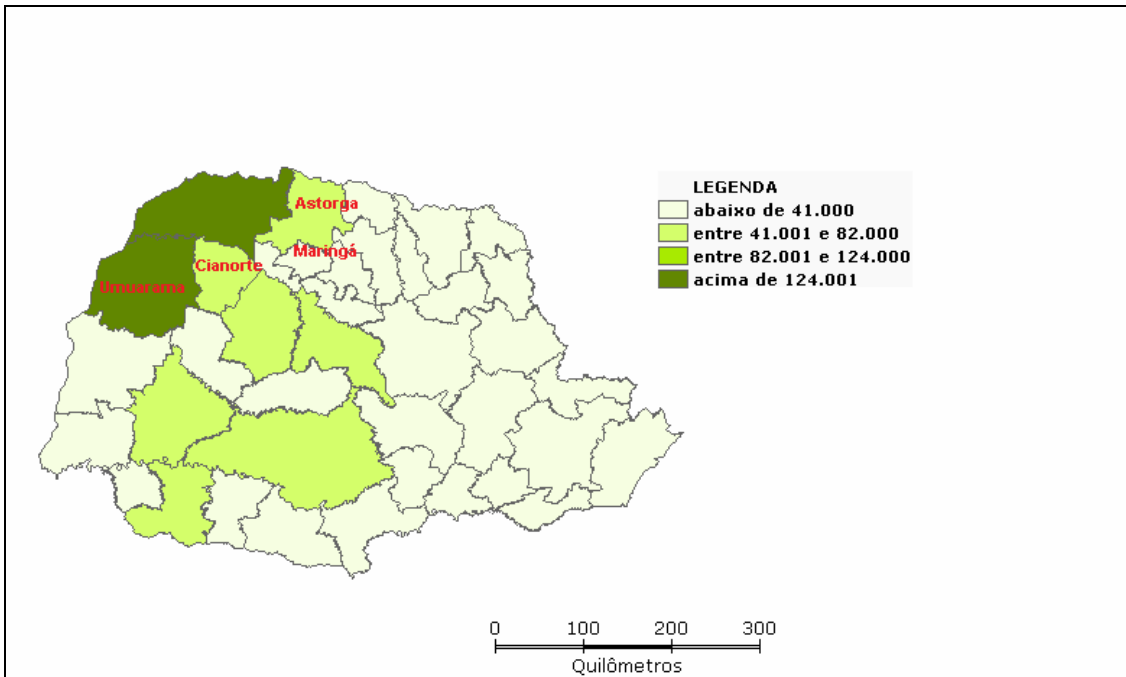 Astorga
Maringá
Cianorte
Umuarama
LEGENDA
abaixo de 41.000
entre 41.001 e 82.000
entre 82.001 e 124.000
acima de 124.001
0 100 200 300
Quilômetros